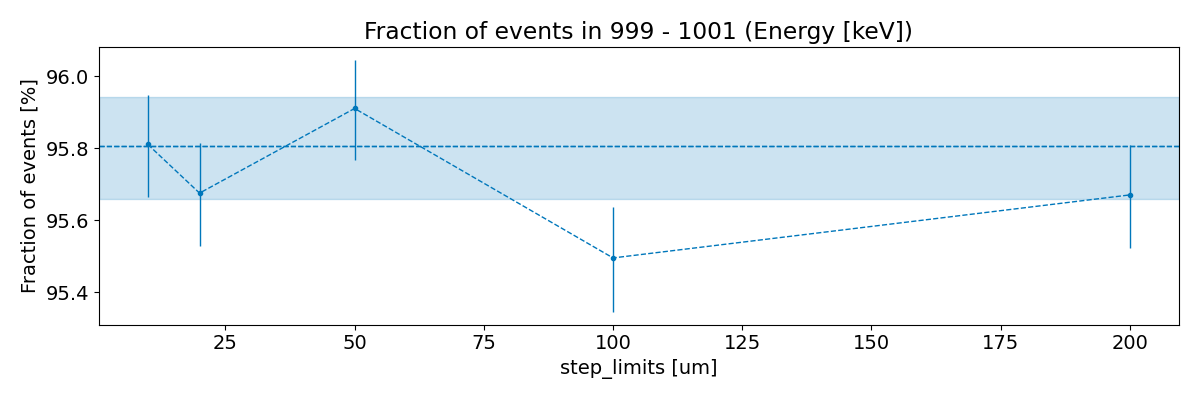 Fraction of events in 999 - 1001 (Energy [keV])
Fraction of events [%]
96.0
95.8
95.6
95.4
25 50 75 100 125 150 175 200
step_limits [um]